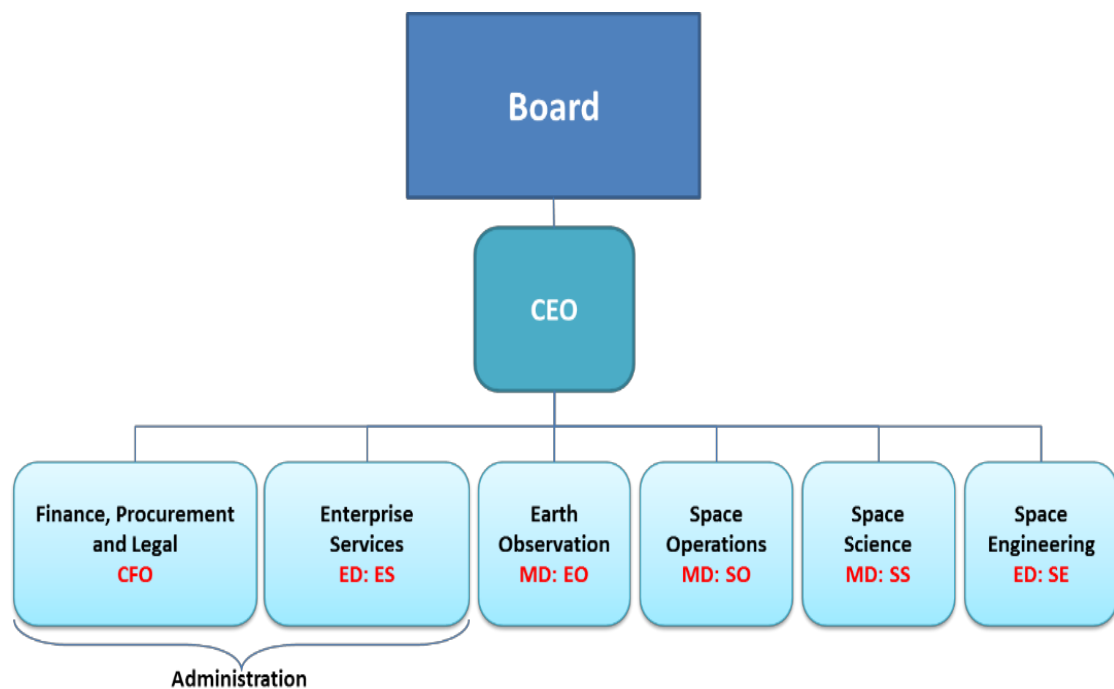 Board
CEO
Finance, Procurement
and Legal
CFO
Enterprise
Services
ED: ES
Earth
Observation
MD: EO
Space
Operations
MD: SO
Space
Science
MD: SS
Space
Engineering
ED: SE
Administration